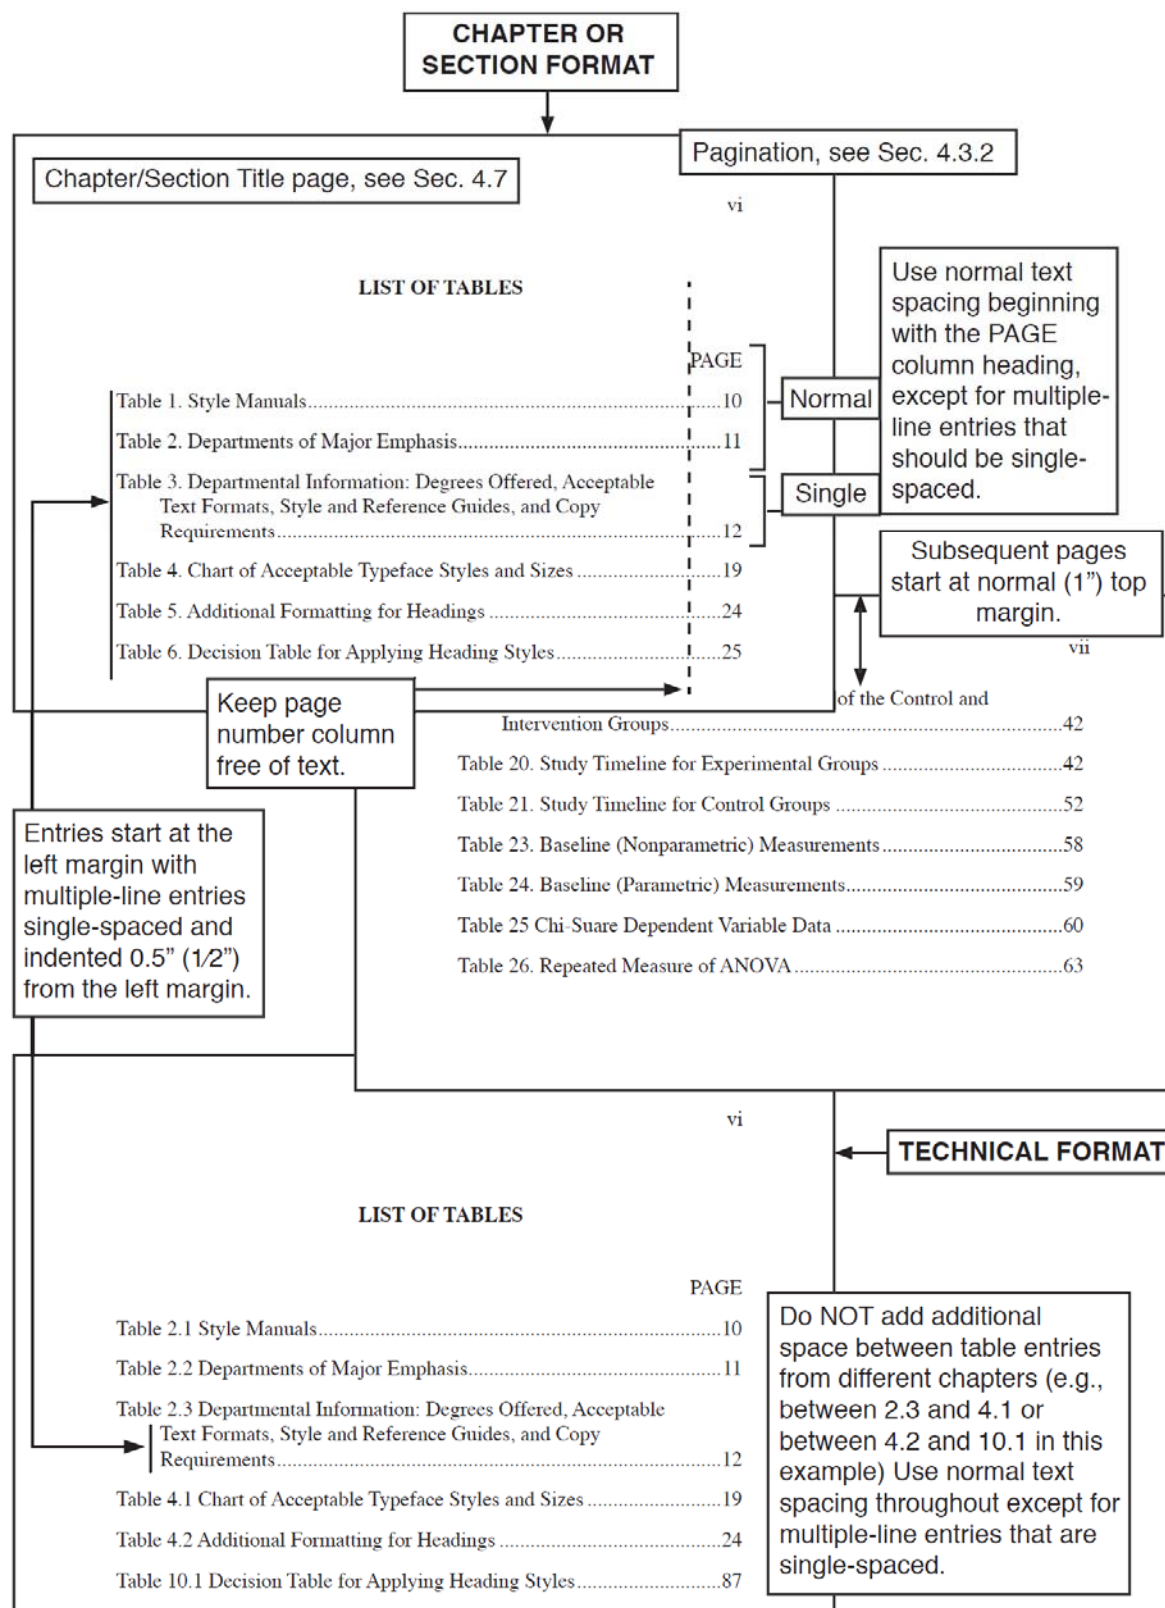 CHAPTER OR
SECTION FORMAT
Pagination, see Sec. 4.3.2
Chapter/Section Title page, see Sec. 4.7
vi
LIST OF TABLES
PAGE
Table 1. Style Manuals................10
Table 2. Departments of Major Emphasis................11
Table 3. Departmental Information: Degrees Offered, Acceptable
Text Formats, Style and Reference Guides, and Copy
Requirements................12
Table 4. Chart of Acceptable Typeface Styles and Sizes................19
Table 5. Additional Formatting for Headings................24
Table 6. Decision Table for Applying Heading Styles................25
Normal
Single
Use normal text
spacing beginning
with the PAGE
column heading,
except for multiple-
line entries that
should be single-
spaced.
Subsequent pages
start at normal (1”) top
margin.
Keep page
number column
free of text.
vii
of the Control and
Intervention Groups................42
Table 20. Study Timeline for Experimental Groups................42
Table 21. Study Timeline for Control Groups................52
Table 23. Baseline (Nonparametric) Measurements................58
Table 24. Baseline (Parametric) Measurements................59
Table 25 Chi-Suare Dependent Variable Data................60
Table 26. Repeated Measure of ANOVA................63
Entries start at the
left margin with
multiple-line entries
single-spaced and
indented 0.5” (1/2”)
from the left margin.
vi
TECHNICAL FORMAT
LIST OF TABLES
PAGE
Table 2.1 Style Manuals................10
Table 2.2 Departments of Major Emphasis................11
Table 2.3 Departmental Information: Degrees Offered, Acceptable
Text Formats, Style and Reference Guides, and Copy
Requirements................12
Table 4.1 Chart of Acceptable Typeface Styles and Sizes................19
Table 4.2 Additional Formatting for Headings................24
Table 10.1 Decision Table for Applying Heading Styles................87
Do NOT add additional
space between table entries
from different chapters (e.g.,
between 2.3 and 4.1 or
between 4.2 and 10.1 in this
example) Use normal text
spacing throughout except for
multiple-line entries that are
single-spaced.